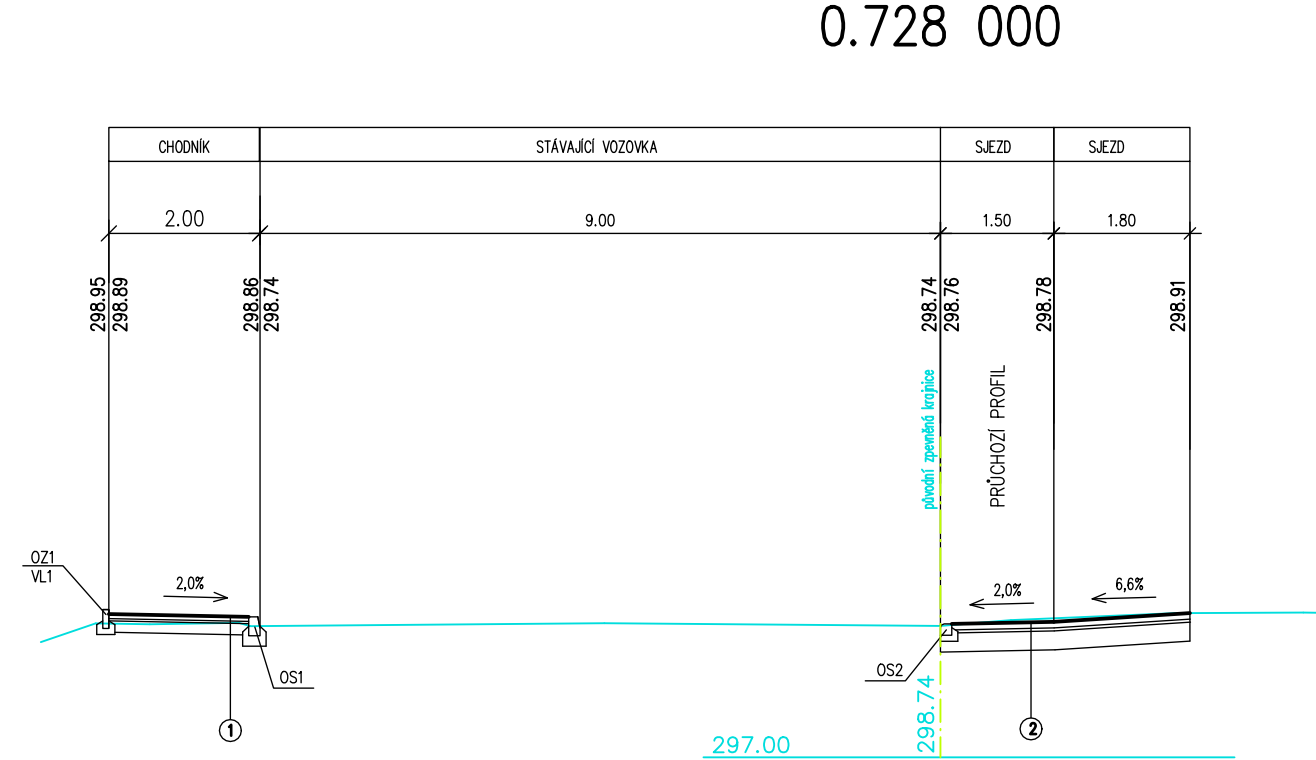 0.728 000
CHODNÍK
STÁVAJÍCÍ VOZOVKA
SJEZD
SJEZD
2.00
9.00
1.50
1.80
298.95
298.89
298.86
298.74
298.74
298.76
298.78
298.91
původní zpevněná krajnice
PRŮCHOZÍ PROFIL
OZ1
VL1
2,0%
2,0%
6,6%
OS1
OS2
1
2
298.74
297.00